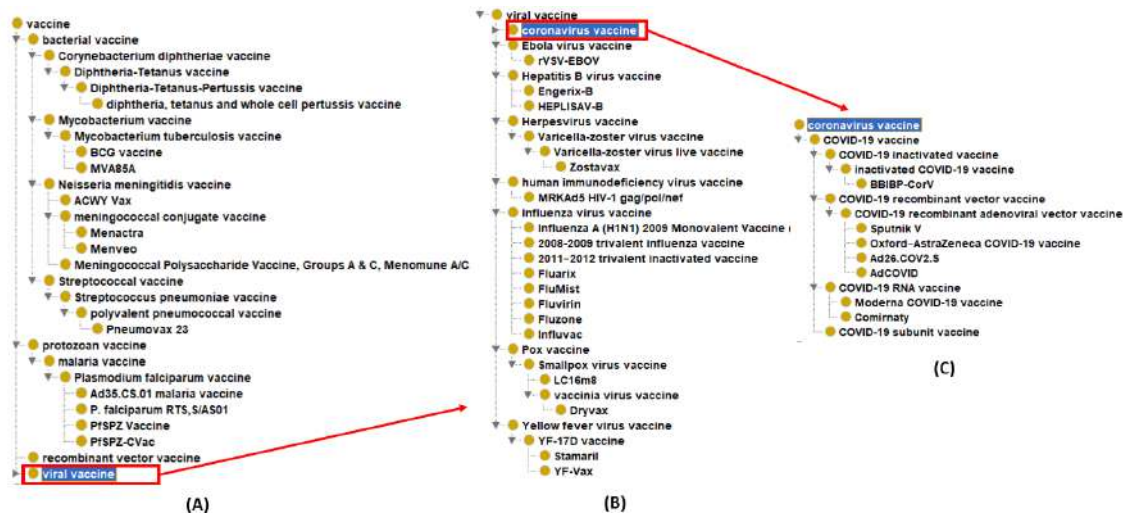 vaccine
bacterial vaccine
Corynebacterium diphtheriae vaccine
Diphtheria-Tetanus vaccine
Diphtheria-Tetanus-Pertussis vaccine
diphtheria, tetanus and whole cell pertussis vaccine
Mycobacterium vaccine
Mycobacterium tuberculosis vaccine
BCG vaccine
MVA85A
Neisseria meningitidis vaccine
ACWY Vax
meningococcal conjugate vaccine
Menactra
Menveo
Meningococcal Polysaccharide Vaccine, Groups A & C, Menomune A/C
Streptococcal vaccine
Streptococcus pneumoniae vaccine
polyvalent pneumococcal vaccine
Pneumovax 23
protozoan vaccine
malaria vaccine
Plasmodium falciparum vaccine
Ad35.CS.01 malaria vaccine
P. falciparum RTS,S/AS01
PfSPZ Vaccine
PfSPZ-CVac
recombinant vector vaccine
viral vaccine
(A)
viral vaccine
coronavirus vaccine
Ebola virus vaccine
rVSV-EBOV
Hepatitis B virus vaccine
Engerix-B
HEPLISAV-B
Herpesvirus vaccine
Varicella-zoster virus vaccine
Varicella-zoster virus live vaccine
Zostavax
human immunodeficiency virus vaccine
MRKAd5 HIV-1 gag/pol/nef
Influenza virus vaccine
Influenza A (H1N1) 2009 Monovalent Vaccine
2008-2009 trivalent influenza vaccine
2011-2012 trivalent inactivated vaccine
Fluarix
FluMist
Fluvirin
Fluzone
Influvac
Pox vaccine
Smallpox virus vaccine
LC16m8
vaccinia virus vaccine
Dryvax
Yellow fever virus vaccine
YF-17D vaccine
Stamaril
YF-Vax
(B)
coronavirus vaccine
COVID-19 vaccine
COVID-19 inactivated vaccine
inactivated COVID-19 vaccine
BBIBP-CorV
COVID-19 recombinant vector vaccine
COVID-19 recombinant adenoviral vector vaccine
Sputnik V
Oxford-AstraZeneca COVID-19 vaccine
Ad26.COV2.S
AdCOVID
COVID-19 RNA vaccine
Moderna COVID-19 vaccine
Comirnaty
COVID-19 subunit vaccine
(C)